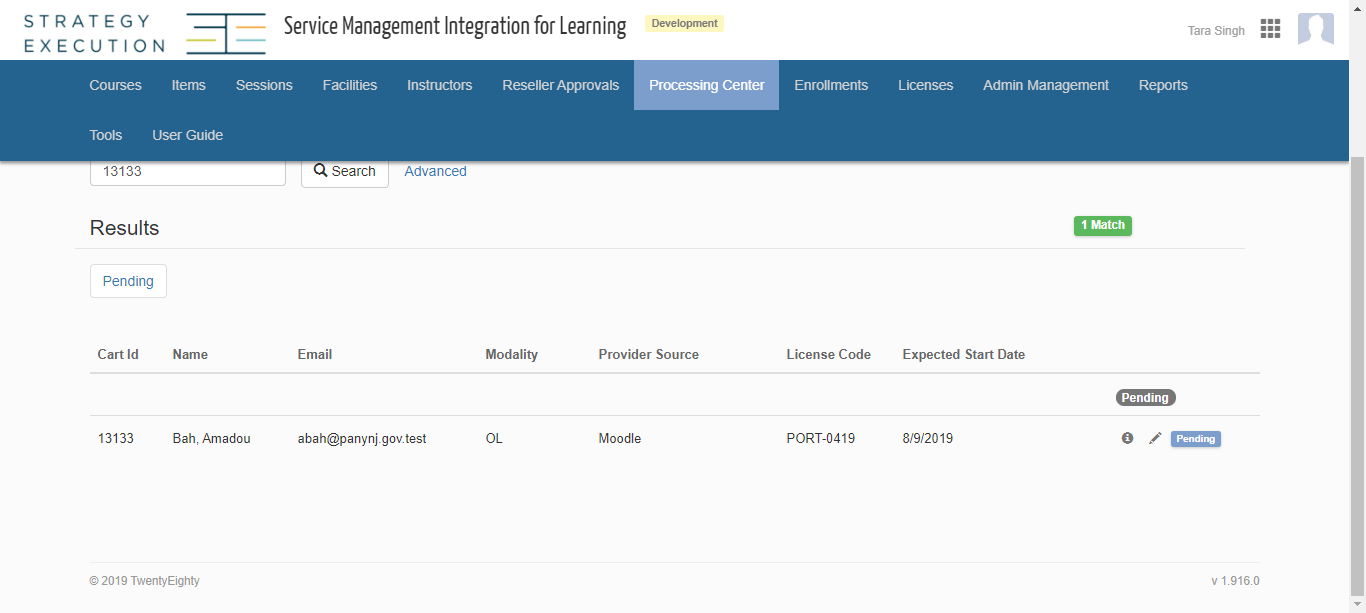 STRATEGY
EXECUTION
Service Management Integration for Learning
Development
Tara Singh
Courses Items Sessions Facilities Instructors Reseller Approvals Processing Center Enrollments Licenses Admin Management Reports
Tools User Guide
13133 Search Advanced
Results 1 Match
Pending
Cart Id Name Email Modality Provider Source License Code Expected Start Date
Pending
13133 Bah, Amadou abah@panynj.gov.test OL Moodle PORT-0419 8/9/2019 Pending
© 2019 TwentyEighty v 1.916.0